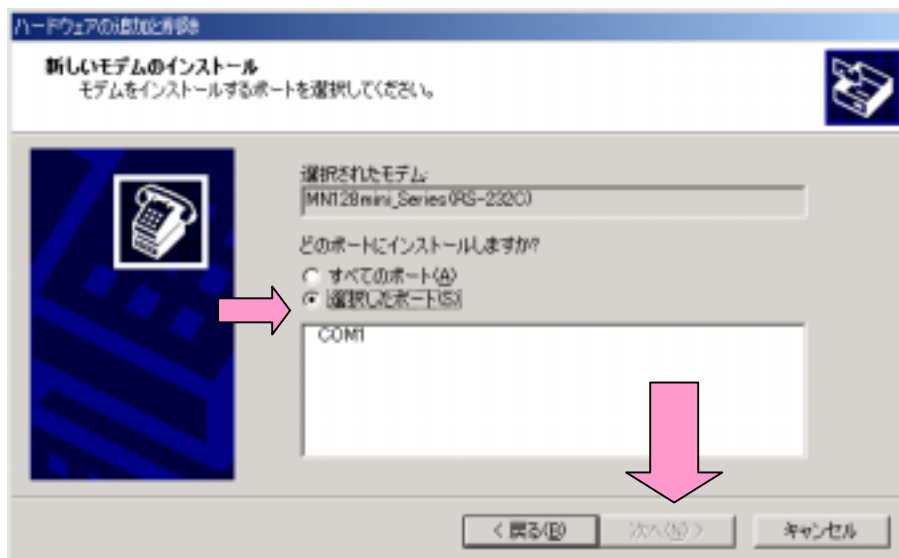 ハードウェアの追加と削除
新しいモデムのインストール
モデムをインストールするポートを選択してください。
選択されたモデム:
MN128mini_Series(RS-232C)
どのポートにインストールしますか?
すべてのポート(A)
選択したポート(S)
COM1
< 戻る(B)
次へ(N) >
キャンセル